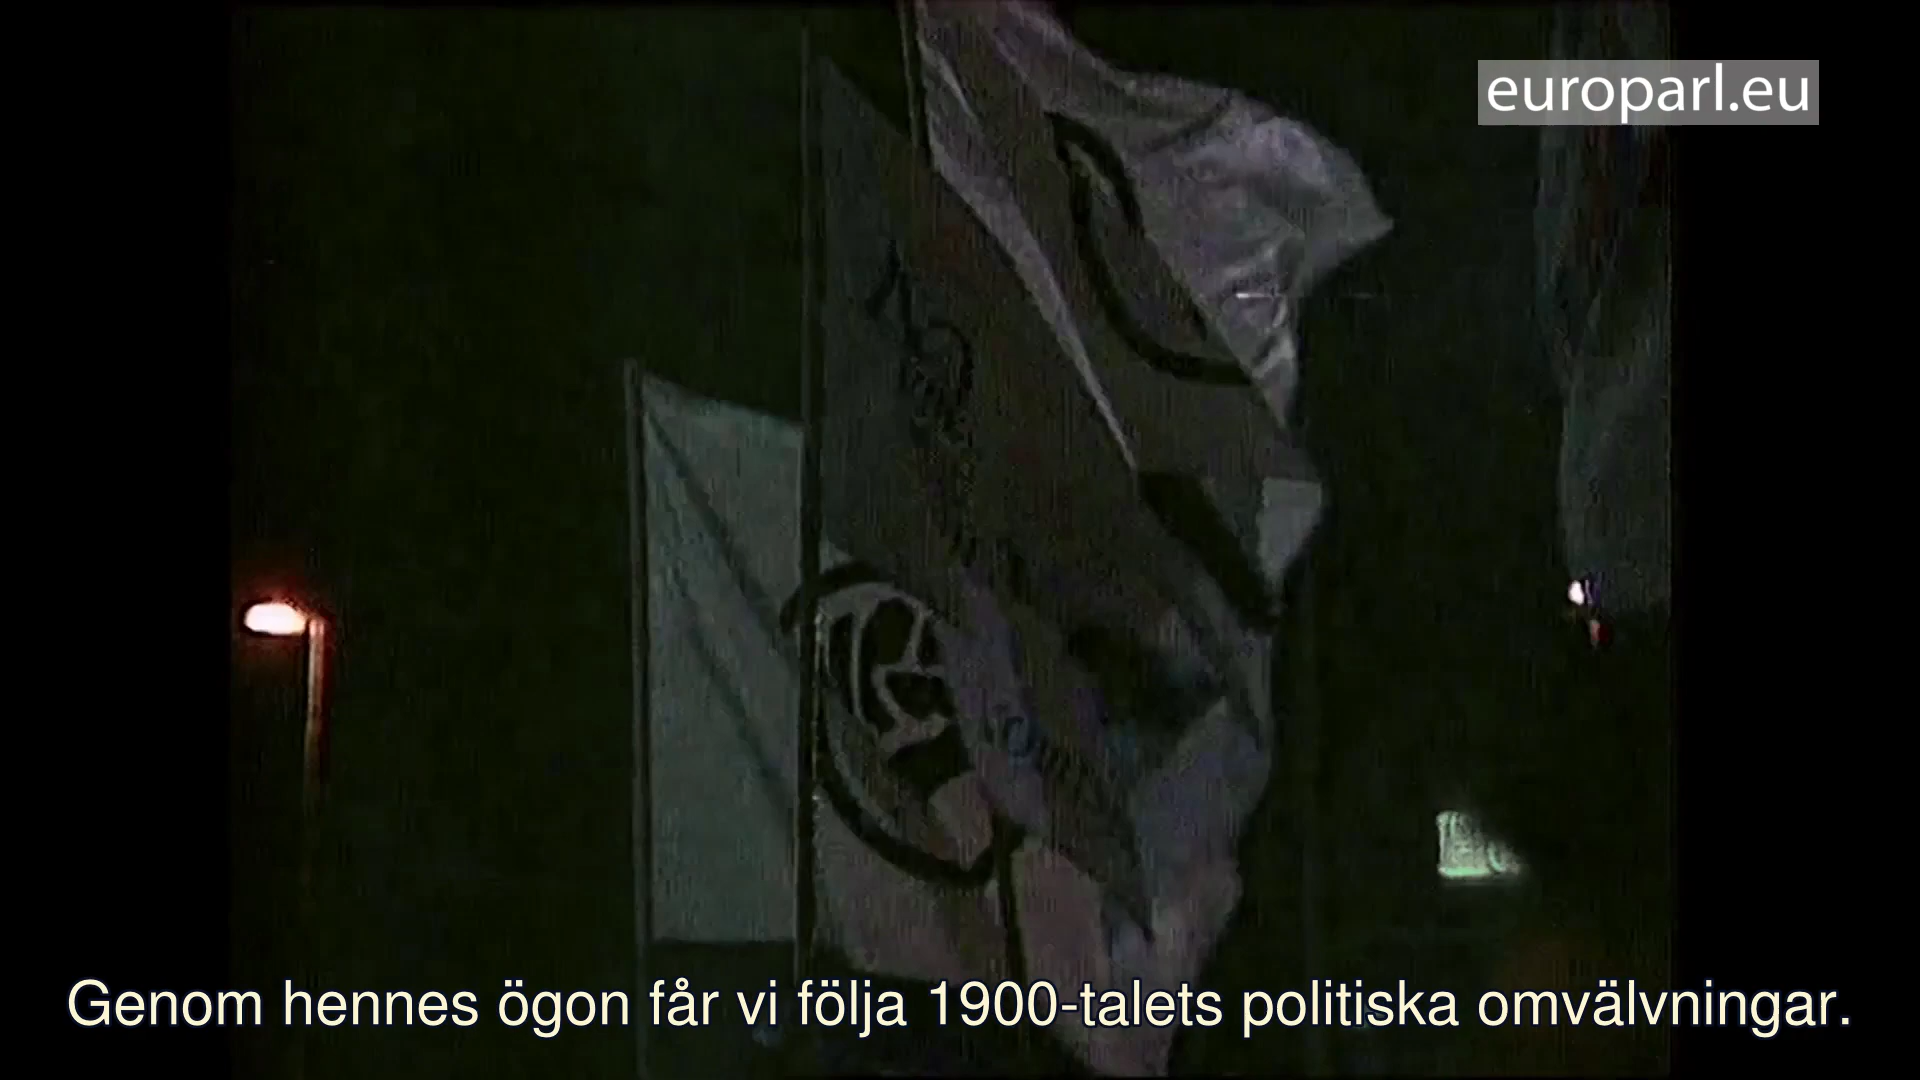 europarl.eu
Genom hennes ögon får vi följa 1900-talets politiska omvälvningar.